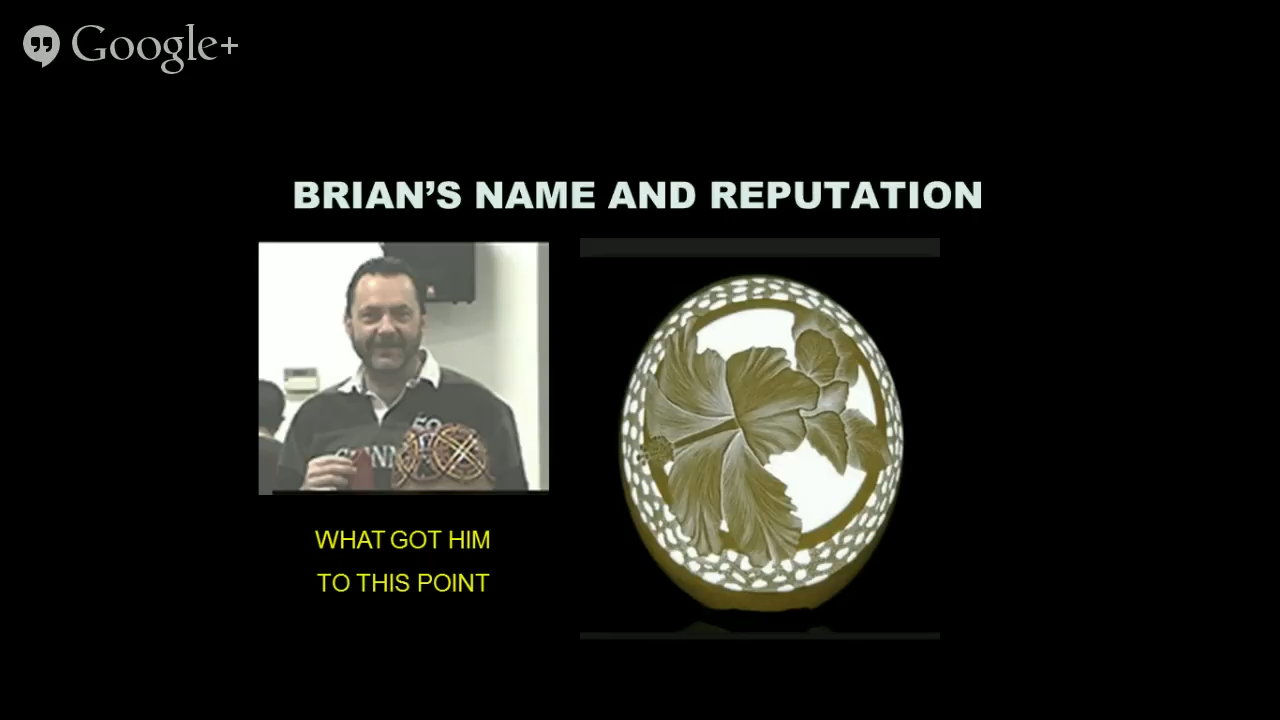 Google+
BRIAN'S NAME AND REPUTATION
WHAT GOT HIM
TO THIS POINT